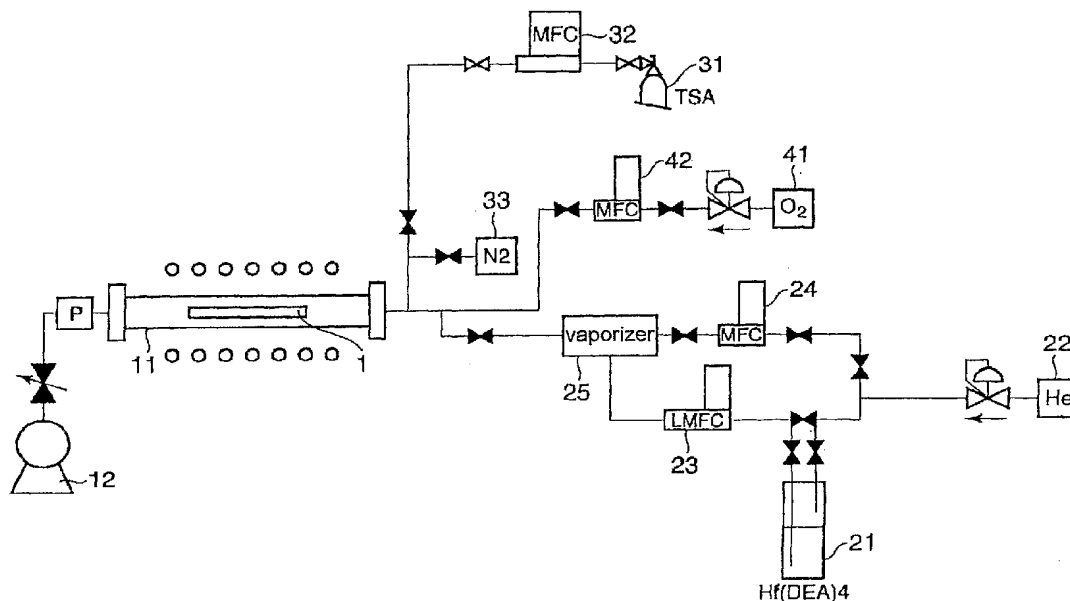 MFC
32
31
TSA
42
41
MFC
O2
33
N2
24
P
11
1
vaporizer
MFC
25
22
He
LMFC
23
12
21
Hf(DEA)4